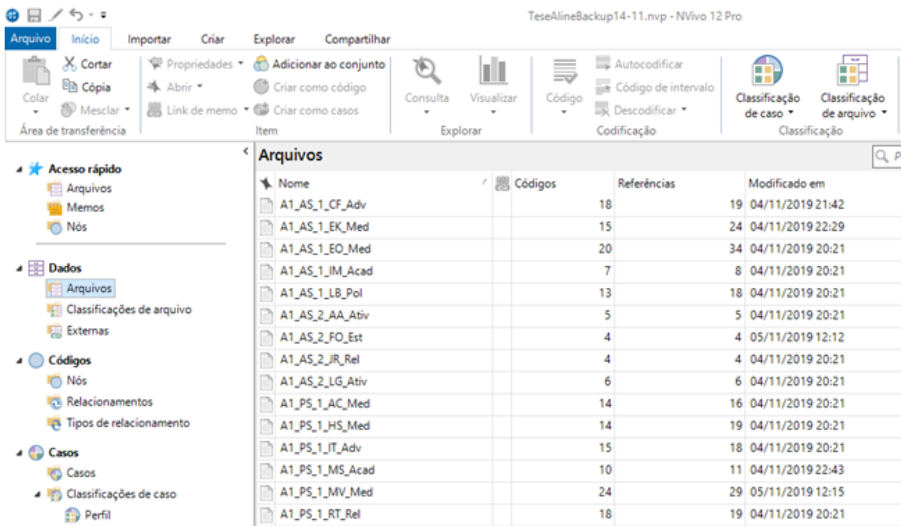 TeseAlineBackup14-11.nvp - NVivo 12 Pro
Arquivo Início Importar Criar Explorar Compartilhar
Colar
Cortar
Cópia
Mesclar
Área de transferência
Propriedades
Abrir
Link de memo
Adicionar ao conjunto
Criar como código
Criar como casos
Item
Consulta
Visualizar
Explorar
Código
Autocodificar
Código de intervalo
Descodificar
Codificação
Classificação
de caso
Classificação
de arquivo
Classificação
Acesso rápido
Arquivos
Memos
Nós
Dados
Arquivos
Classificações de arquivo
Externas
Códigos
Nós
Relacionamentos
Tipos de relacionamento
Casos
Casos
Classificações de caso
Perfil
Arquivos
Nome Códigos Referências Modificado em
A1_AS_1_CF_Adv 18 19 04/11/2019 21:42
A1_AS_1_EK_Med 15 24 04/11/2019 22:29
A1_AS_1_EO_Med 20 34 04/11/2019 20:21
A1_AS_1_IM_Acad 7 8 04/11/2019 20:21
A1_AS_1_LB_Pol 13 18 04/11/2019 20:21
A1_AS_2_AA_Ativ 5 5 04/11/2019 20:21
A1_AS_2_FO_Est 4 4 05/11/2019 12:12
A1_AS_2_JR_Rel 4 4 04/11/2019 20:21
A1_AS_2_LG_Ativ 6 6 04/11/2019 20:21
A1_PS_1_AC_Med 14 16 04/11/2019 20:21
A1_PS_1_HS_Med 14 19 04/11/2019 20:21
A1_PS_1_IT_Adv 15 18 04/11/2019 20:21
A1_PS_1_MS_Acad 10 11 04/11/2019 22:43
A1_PS_1_MV_Med 24 29 05/11/2019 12:15
A1_PS_1_RT_Rel 18 19 04/11/2019 20:21